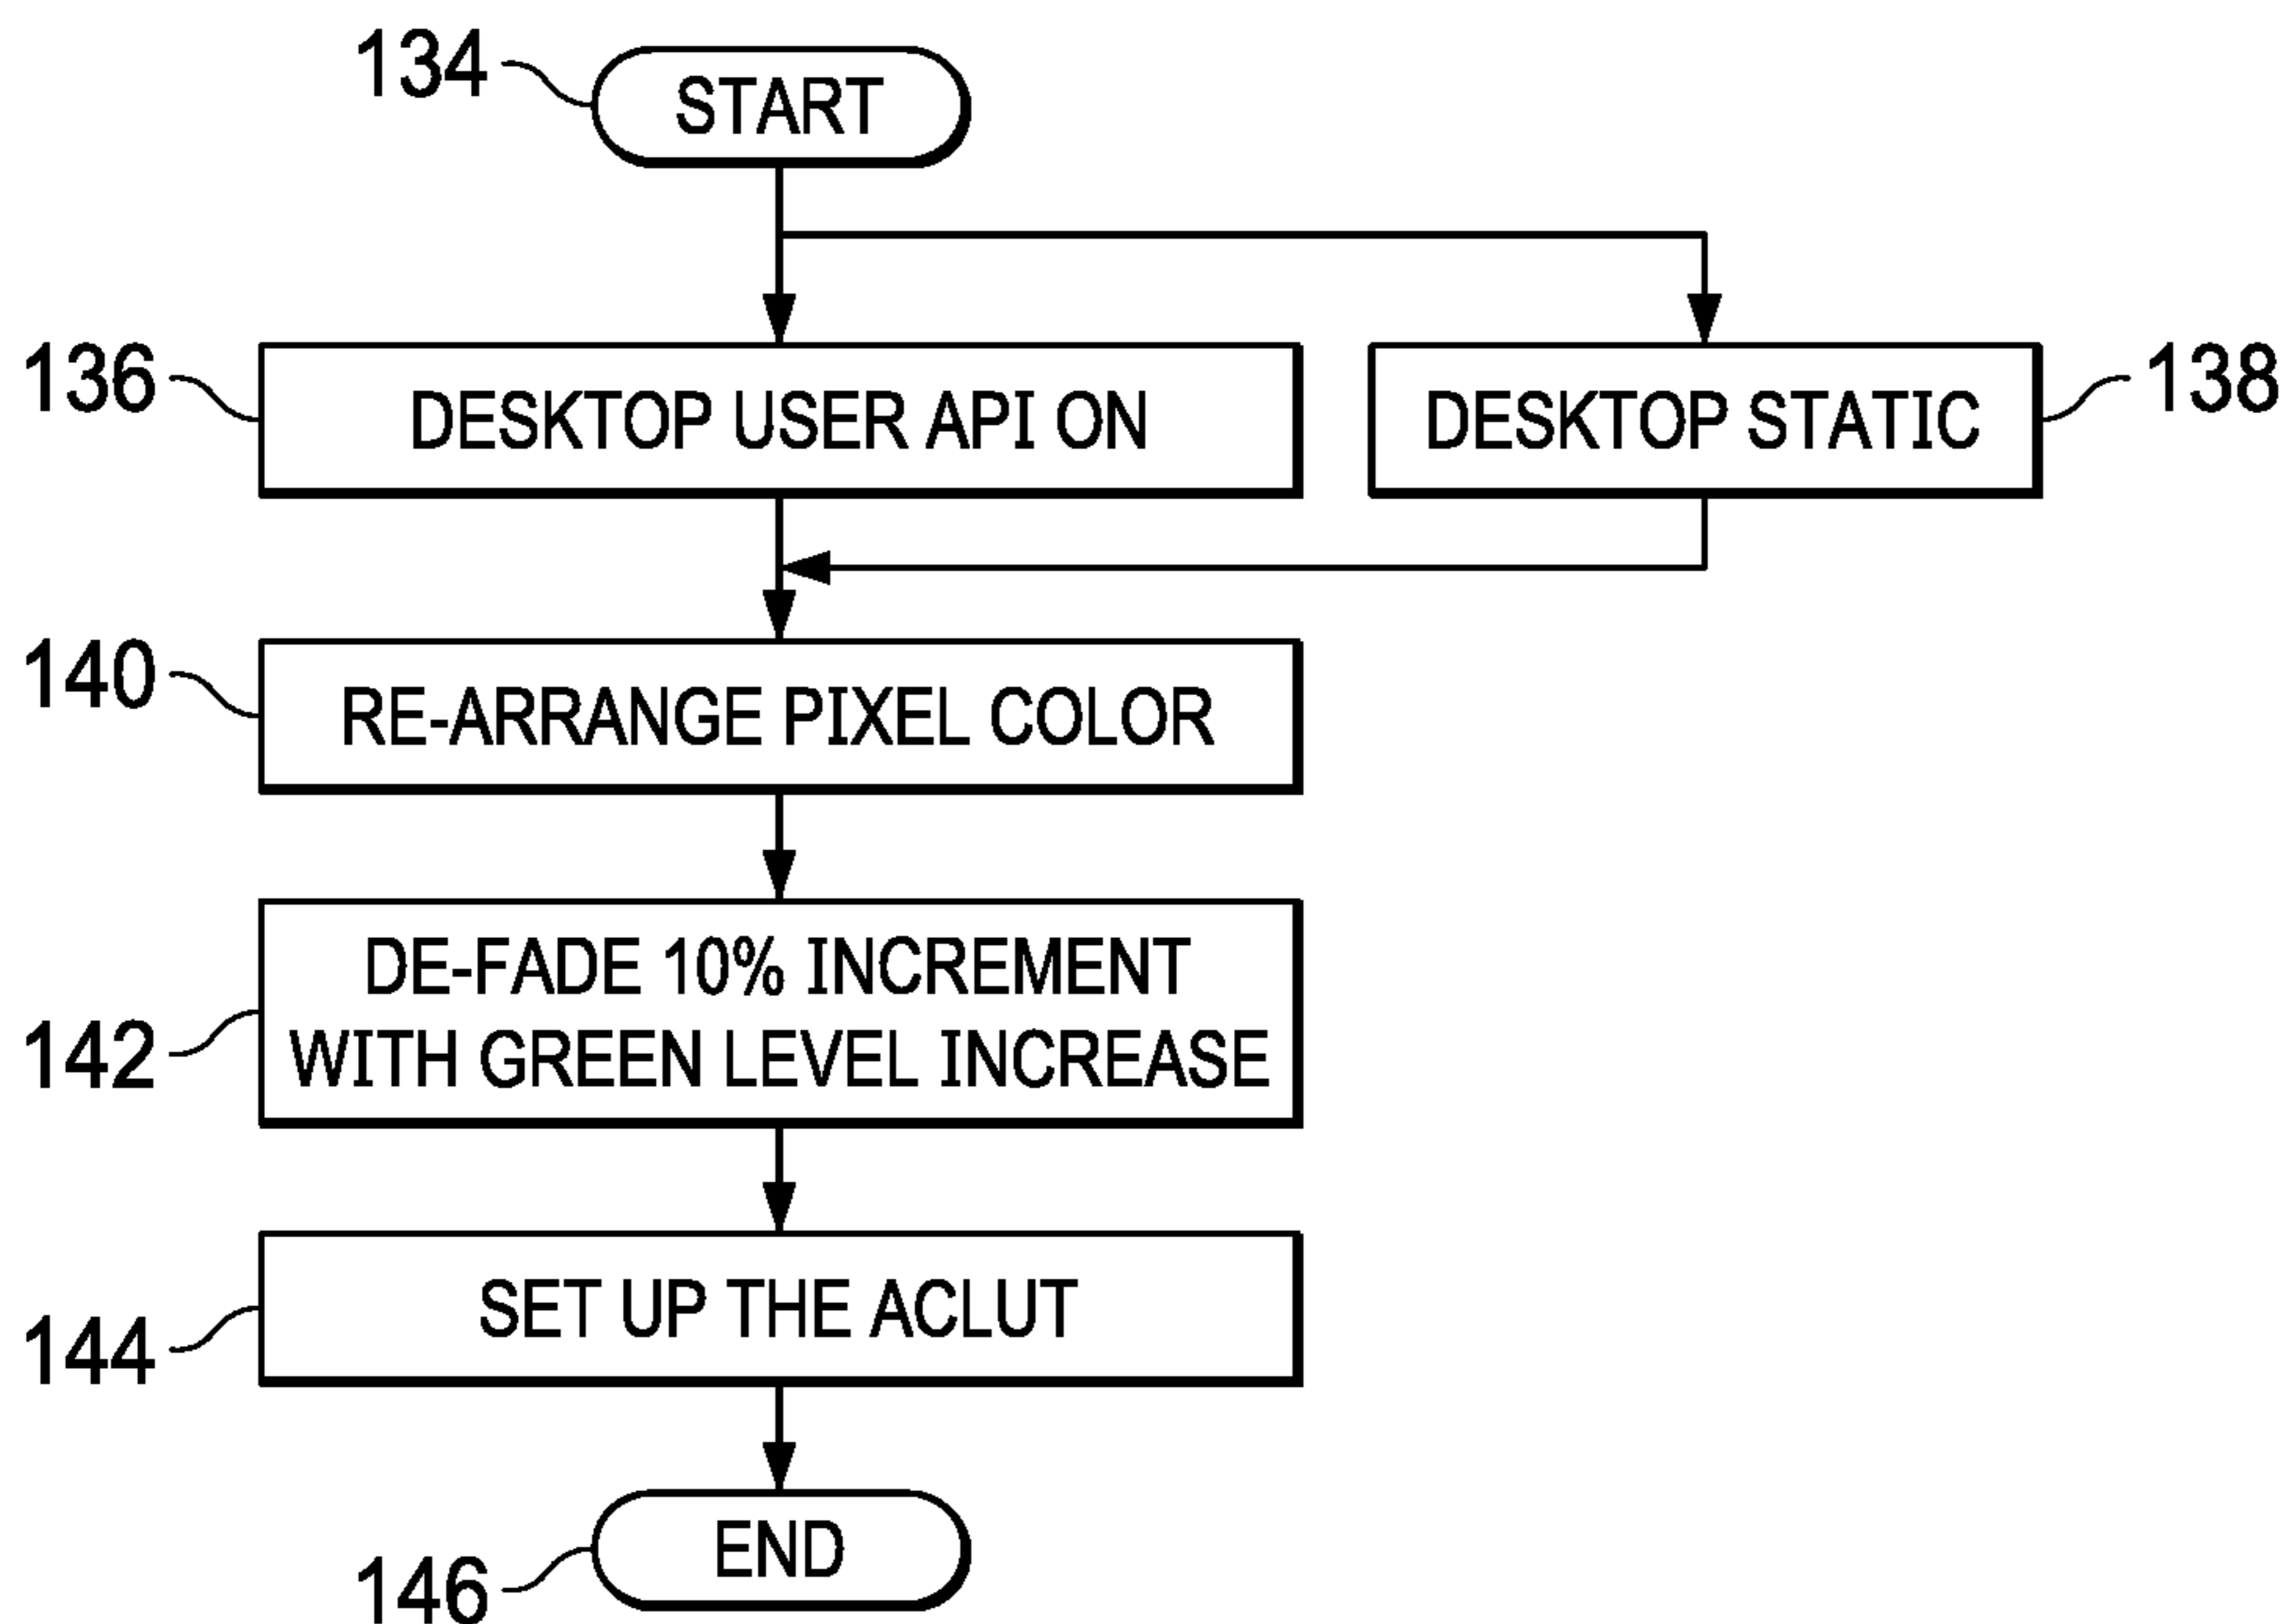 134
START
136
DESKTOP USER API ON
DESKTOP STATIC
138
140
RE-ARRANGE PIXEL COLOR
142
DE-FADE 10% INCREMENT
WITH GREEN LEVEL INCREASE
144
SET UP THE ACLUT
146
END